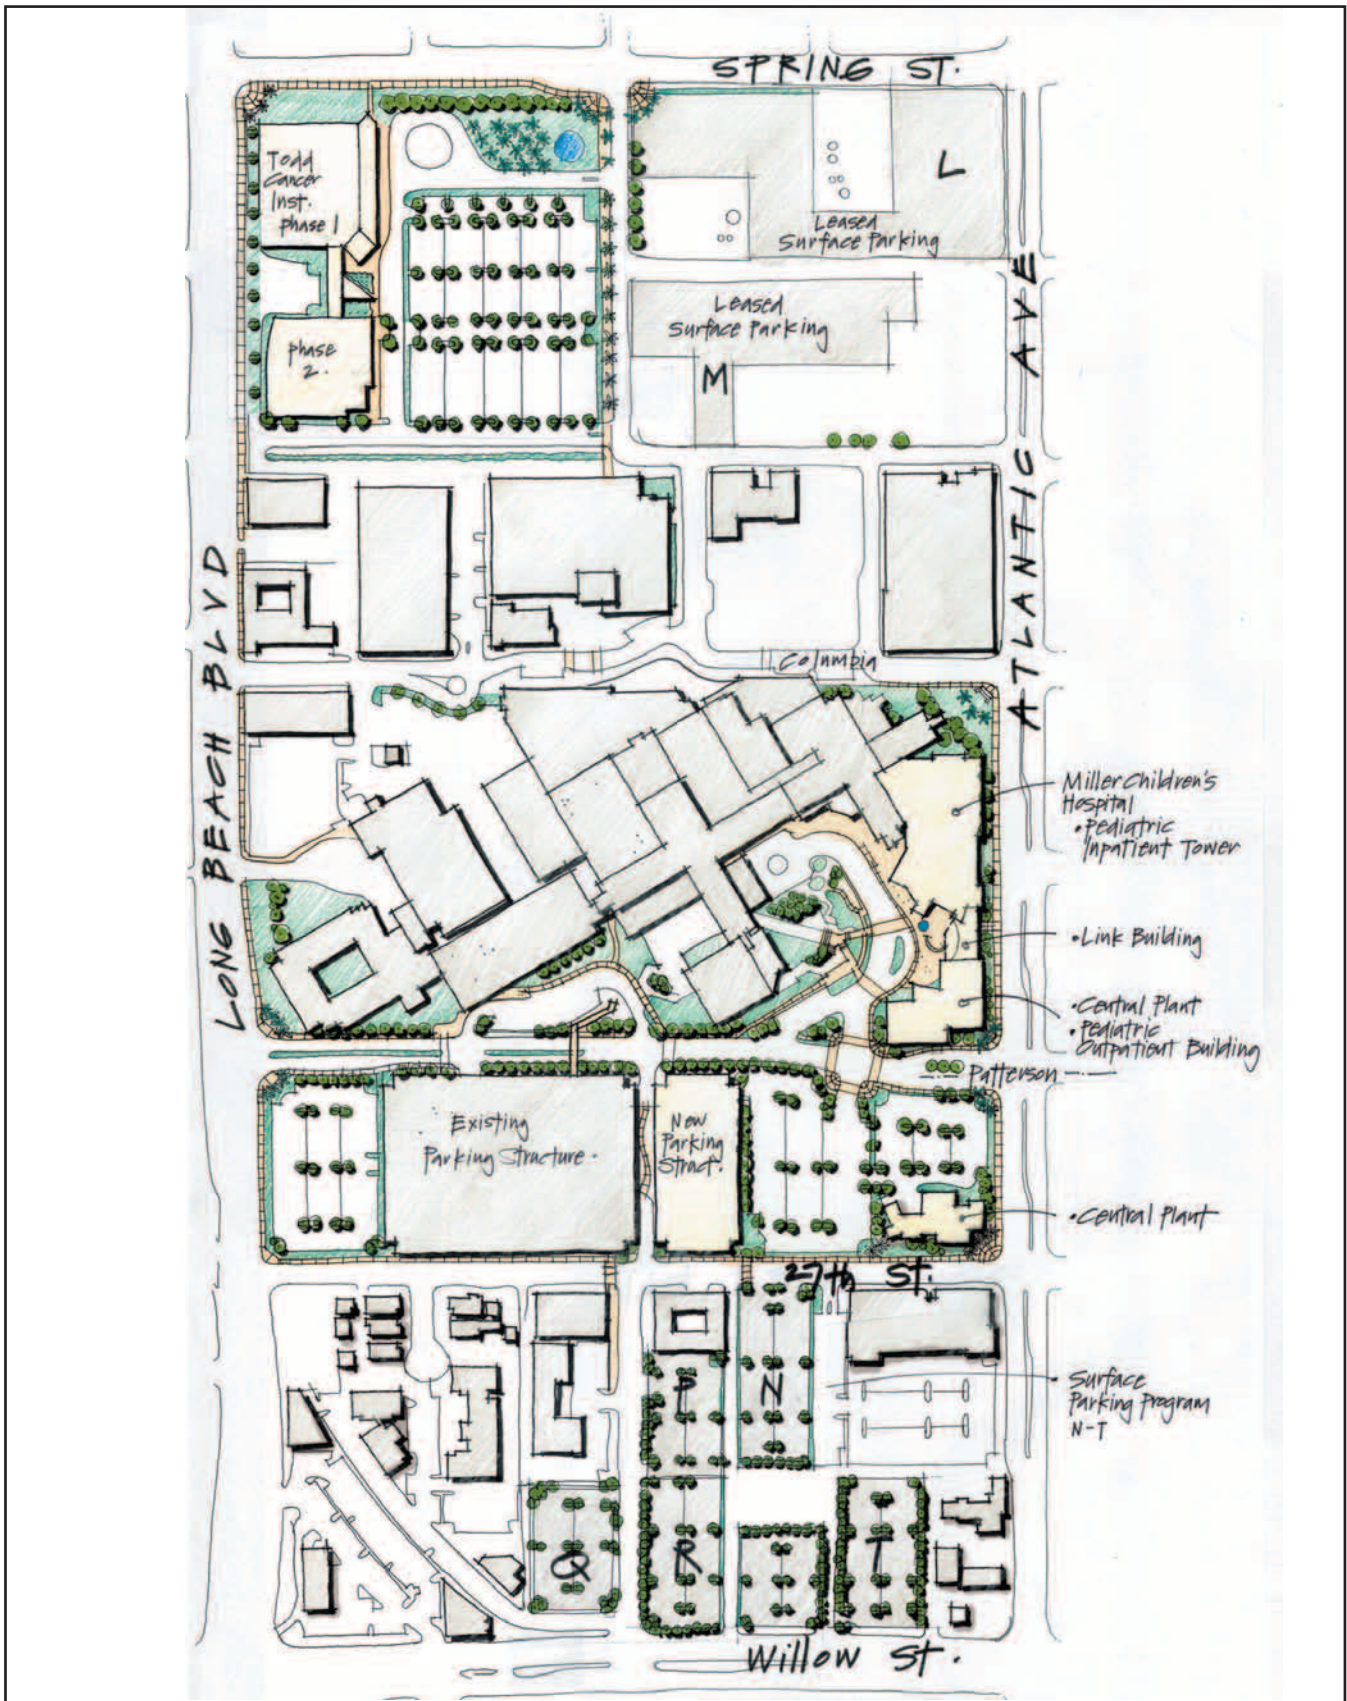 SPRING ST.
Todd
Cancer
Inst.
phase 1
L
Leased
Surface Parking
Leased
Surface Parking
phase
2.
M
ATLANTIC AVE
LONG BEACH BLVD
Columbia
Miller Children's
Hospital
• Pediatric
Inpatient Tower
• Link Building
• Central Plant
• Pediatric
Outpatient Building
Patterson
Existing
Parking Structure.
New
Parking
Struct.
• Central Plant
27th St.
P
N
Surface
Parking Program
N-T
Q
R
T
Willow St.